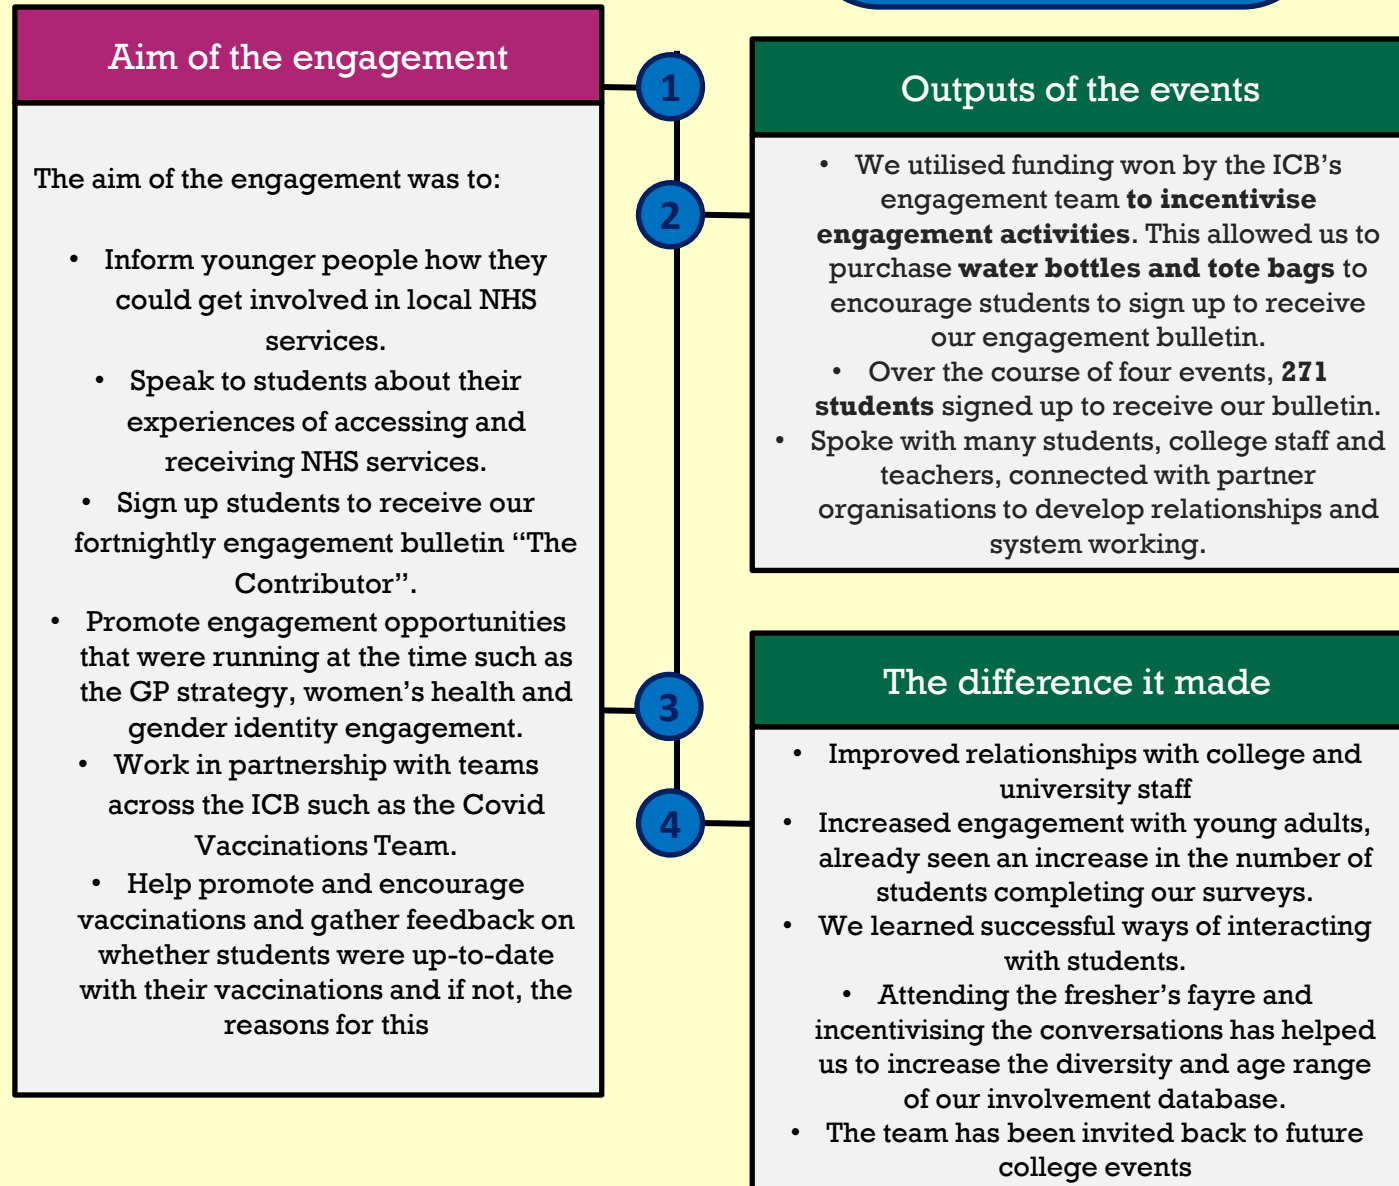 Aim of the engagement
The aim of the engagement was to:
• Inform younger people how they
could get involved in local NHS
services.
• Speak to students about their
experiences of accessing and
receiving NHS services.
• Sign up students to receive our
fortnightly engagement bulletin “The
Contributor”.
• Promote engagement opportunities
that were running at the time such as
the GP strategy, women’s health and
gender identity engagement.
• Work in partnership with teams
across the ICB such as the Covid
Vaccinations Team.
• Help promote and encourage
vaccinations and gather feedback on
whether students were up-to-date
with their vaccinations and if not, the
reasons for this
1
2
3
4
Outputs of the events
• We utilised funding won by the ICB’s
engagement team to incentivise
engagement activities. This allowed us to
purchase water bottles and tote bags to
encourage students to sign up to receive
our engagement bulletin.
• Over the course of four events, 271
students signed up to receive our bulletin.
• Spoke with many students, college staff and
teachers, connected with partner
organisations to develop relationships and
system working.
The difference it made
• Improved relationships with college and
university staff
• Increased engagement with young adults,
already seen an increase in the number of
students completing our surveys.
• We learned successful ways of interacting
with students.
• Attending the fresher’s fayre and
incentivising the conversations has helped
us to increase the diversity and age range
of our involvement database.
• The team has been invited back to future
college events